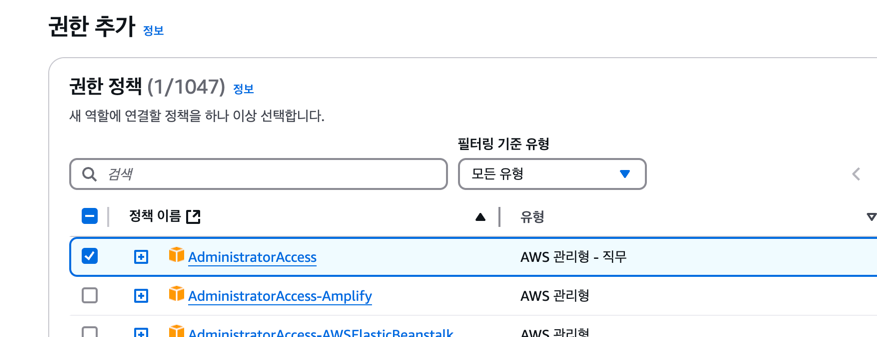 권한 추가 정보
권한 정책 (1/1047) 정보
새 역할에 연결할 정책을 하나 이상 선택합니다.
필터링 기준 유형
검색 모든 유형
정책 이름 유형
AdministratorAccess AWS 관리형 - 직무
AdministratorAccess-Amplify AWS 관리형
AdministratorAccess-AWSElasticBeanstalk AWS 관리형